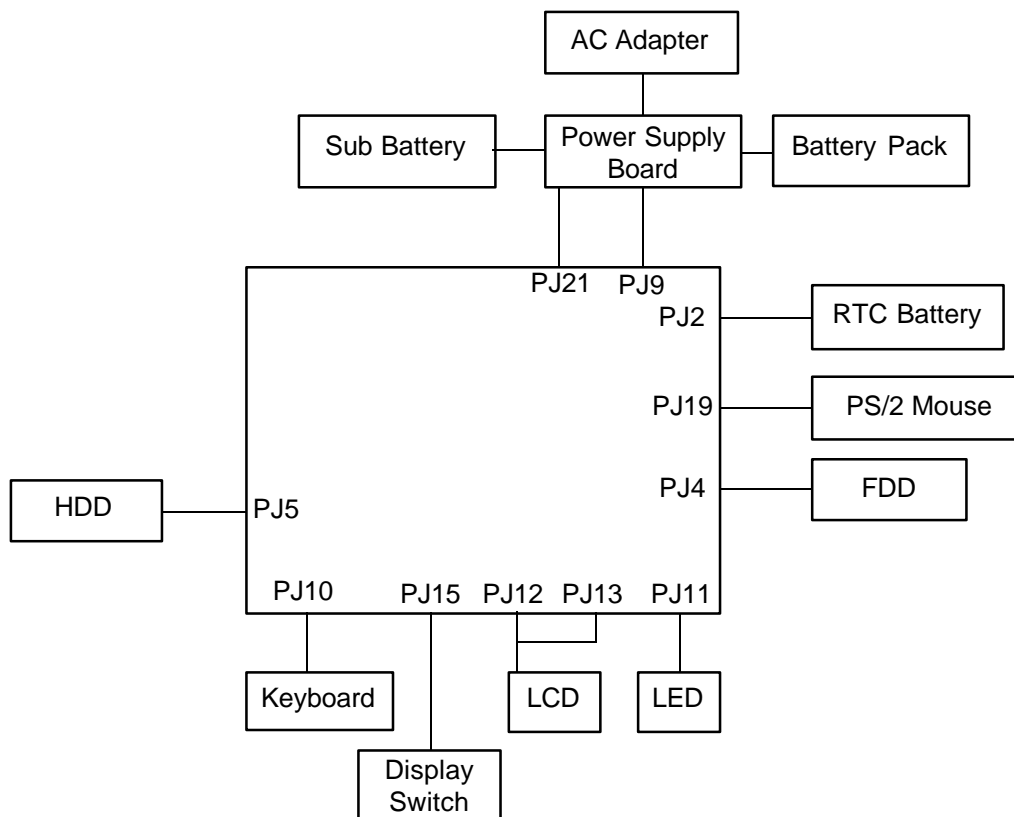 AC Adapter
Sub Battery
Power Supply
Board
Battery Pack
PJ21
PJ9
PJ2
RTC Battery
PJ19
PS/2 Mouse
PJ4
FDD
HDD
PJ5
PJ10
PJ15
PJ12
PJ13
PJ11
Keyboard
LCD
LED
Display
Switch